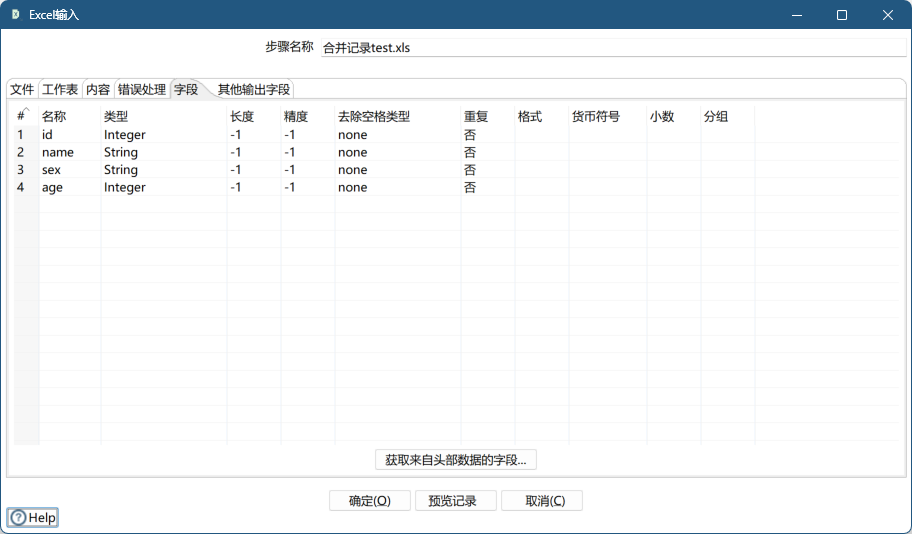 Excel输入
步骤名称 合并记录test.xls
文件 工作表 内容 错误处理 字段 其他输出字段
# 名称 类型 长度 精度 去除空格类型 重复 格式 货币符号 小数 分组
1 id Integer -1 -1 none 否
2 name String -1 -1 none 否
3 sex String -1 -1 none 否
4 age Integer -1 -1 none 否
获取来自头部数据的字段...
确定(O) 预览记录 取消(C)
Help